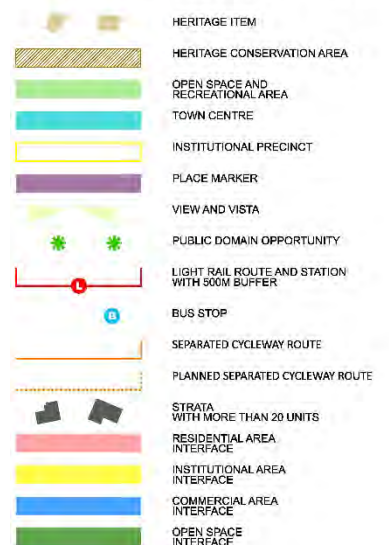 HERITAGE ITEM
HERITAGE CONSERVATION AREA
OPEN SPACE AND
RECREATIONAL AREA
TOWN CENTRE
INSTITUTIONAL PRECINCT
PLACE MARKER
VIEW AND VISTA
PUBLIC DOMAIN OPPORTUNITY
L
LIGHT RAIL ROUTE AND STATION
WITH 500M BUFFER
B
BUS STOP
SEPARATED CYCLEWAY ROUTE
PLANNED SEPARATED CYCLEWAY ROUTE
STRATA
WITH MORE THAN 20 UNITS
RESIDENTIAL AREA
INTERFACE
INSTITUTIONAL AREA
INTERFACE
COMMERCIAL AREA
INTERFACE
OPEN SPACE
INTERFACE